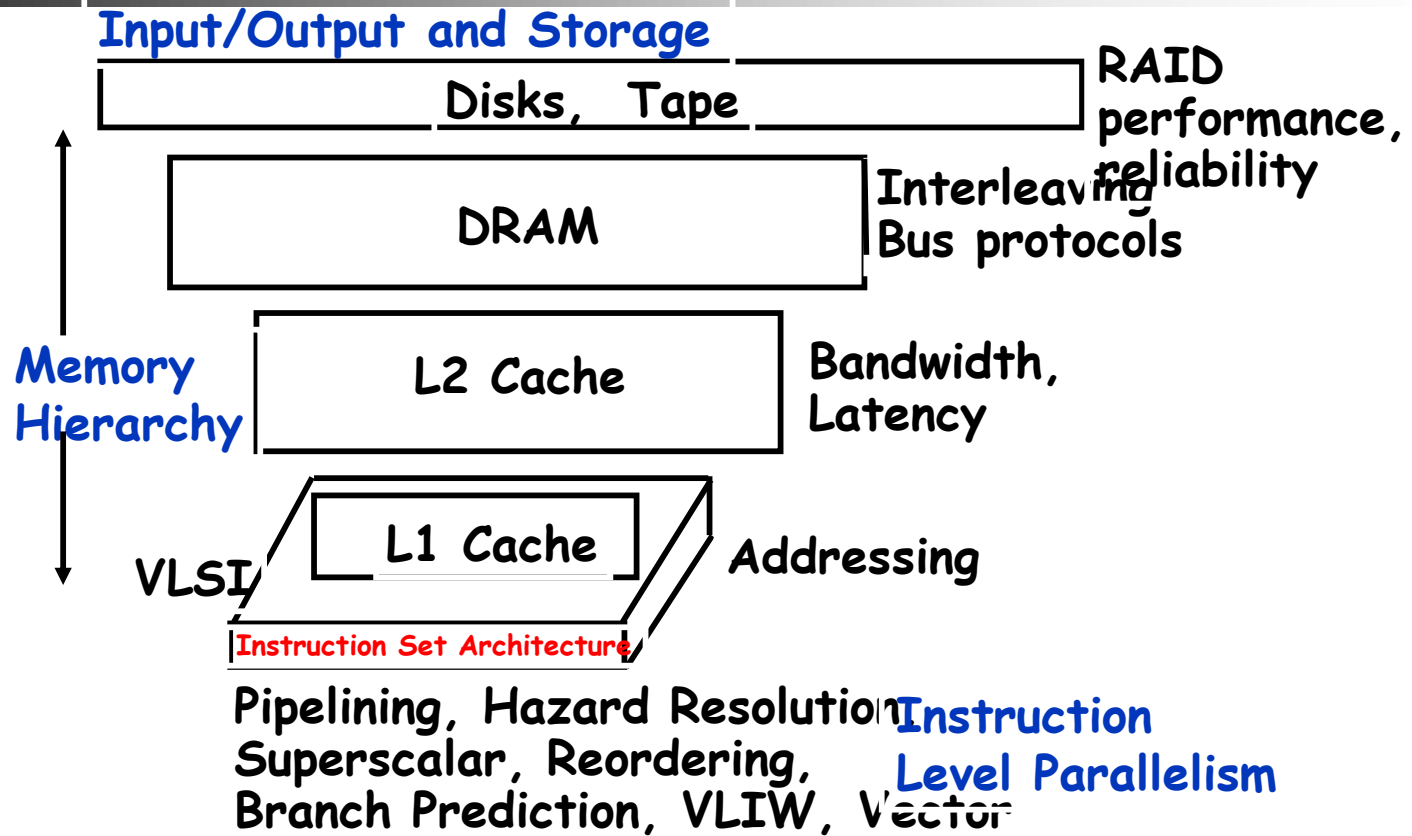 Input/Output and Storage
Disks, Tape
RAID
performance,
reliability
DRAM
Interleaving
Bus protocols
Memory
Hierarchy
L2 Cache
Bandwidth,
Latency
L1 Cache
VLSI
Addressing
Instruction Set Architecture
Pipelining, Hazard Resolution,
Superscalar, Reordering,
Branch Prediction, VLIW, Vector
Instruction
Level Parallelism